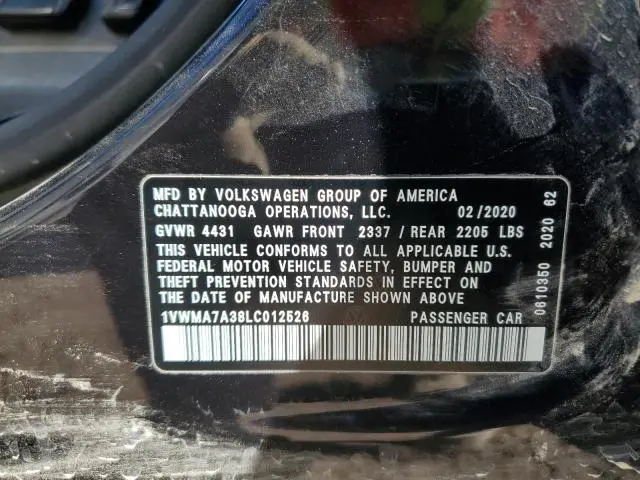 MFD BY VOLKSWAGEN GROUP OF AMERICA
CHATTANOOGA OPERATIONS, LLC. 02/2020
GVWR 4431 GAWR FRONT 2337 / REAR 2205 LBS
THIS VEHICLE CONFORMS TO ALL APPLICABLE U.S.
FEDERAL MOTOR VEHICLE SAFETY, BUMPER AND
THEFT PREVENTION STANDARDS IN EFFECT ON
THE DATE OF MANUFACTURE SHOWN ABOVE
1VWMA7A38LC012526 PASSENGER CAR
0610350 2020 62